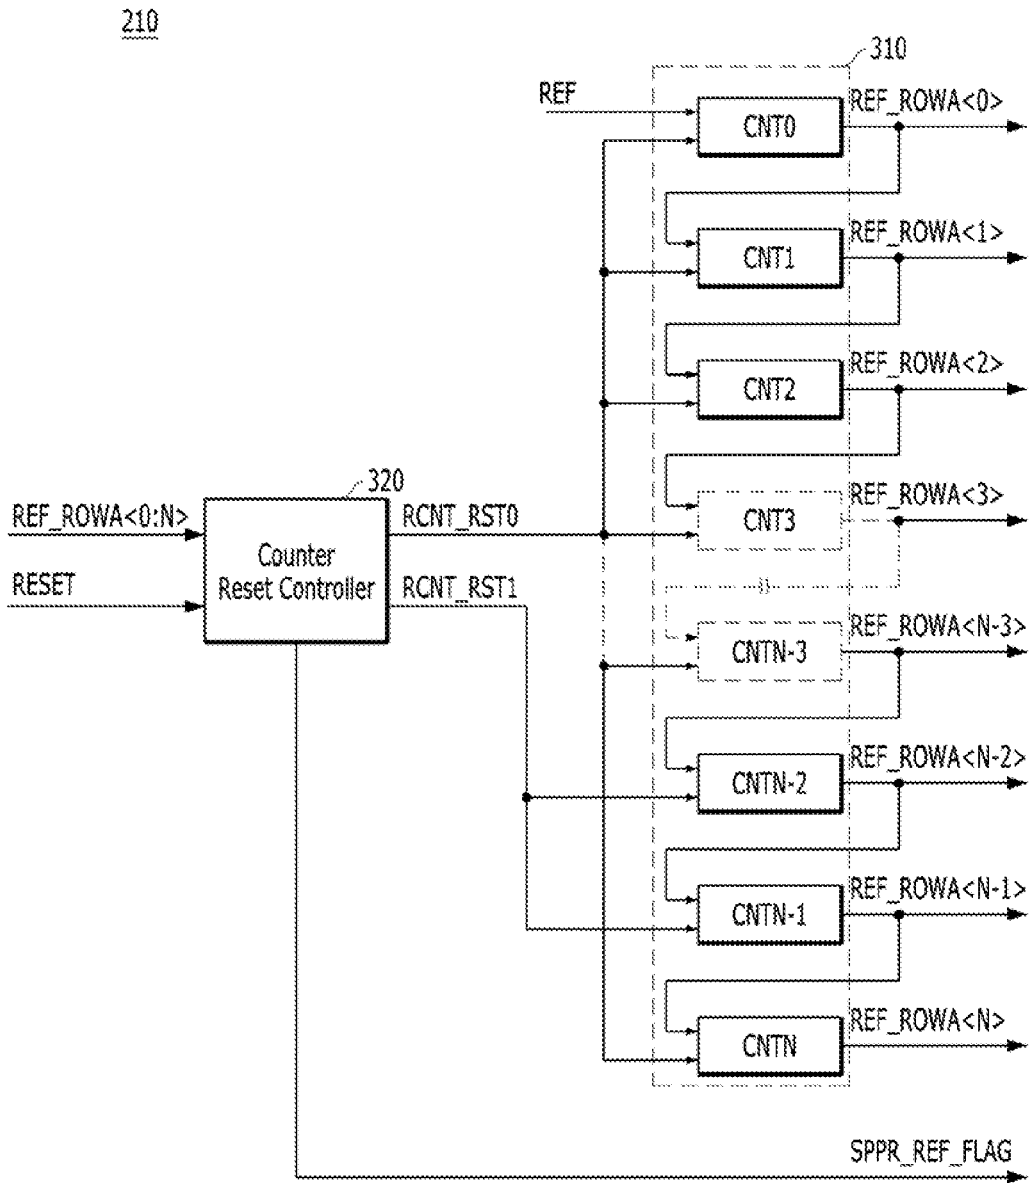 210
310
REF
REF_ROWA<0>
CNT0
REF_ROWA<1>
CNT1
REF_ROWA<2>
CNT2
320
REF_ROWA<0:N>
RCNT_RST0
REF_ROWA<3>
CNT3
Counter
Reset Controller
RESET
RCNT_RST1
REF_ROWA<N-3>
CNTN-3
REF_ROWA<N-2>
CNTN-2
REF_ROWA<N-1>
CNTN-1
REF_ROWA<N>
CNTN
SPPR_REF_FLAG